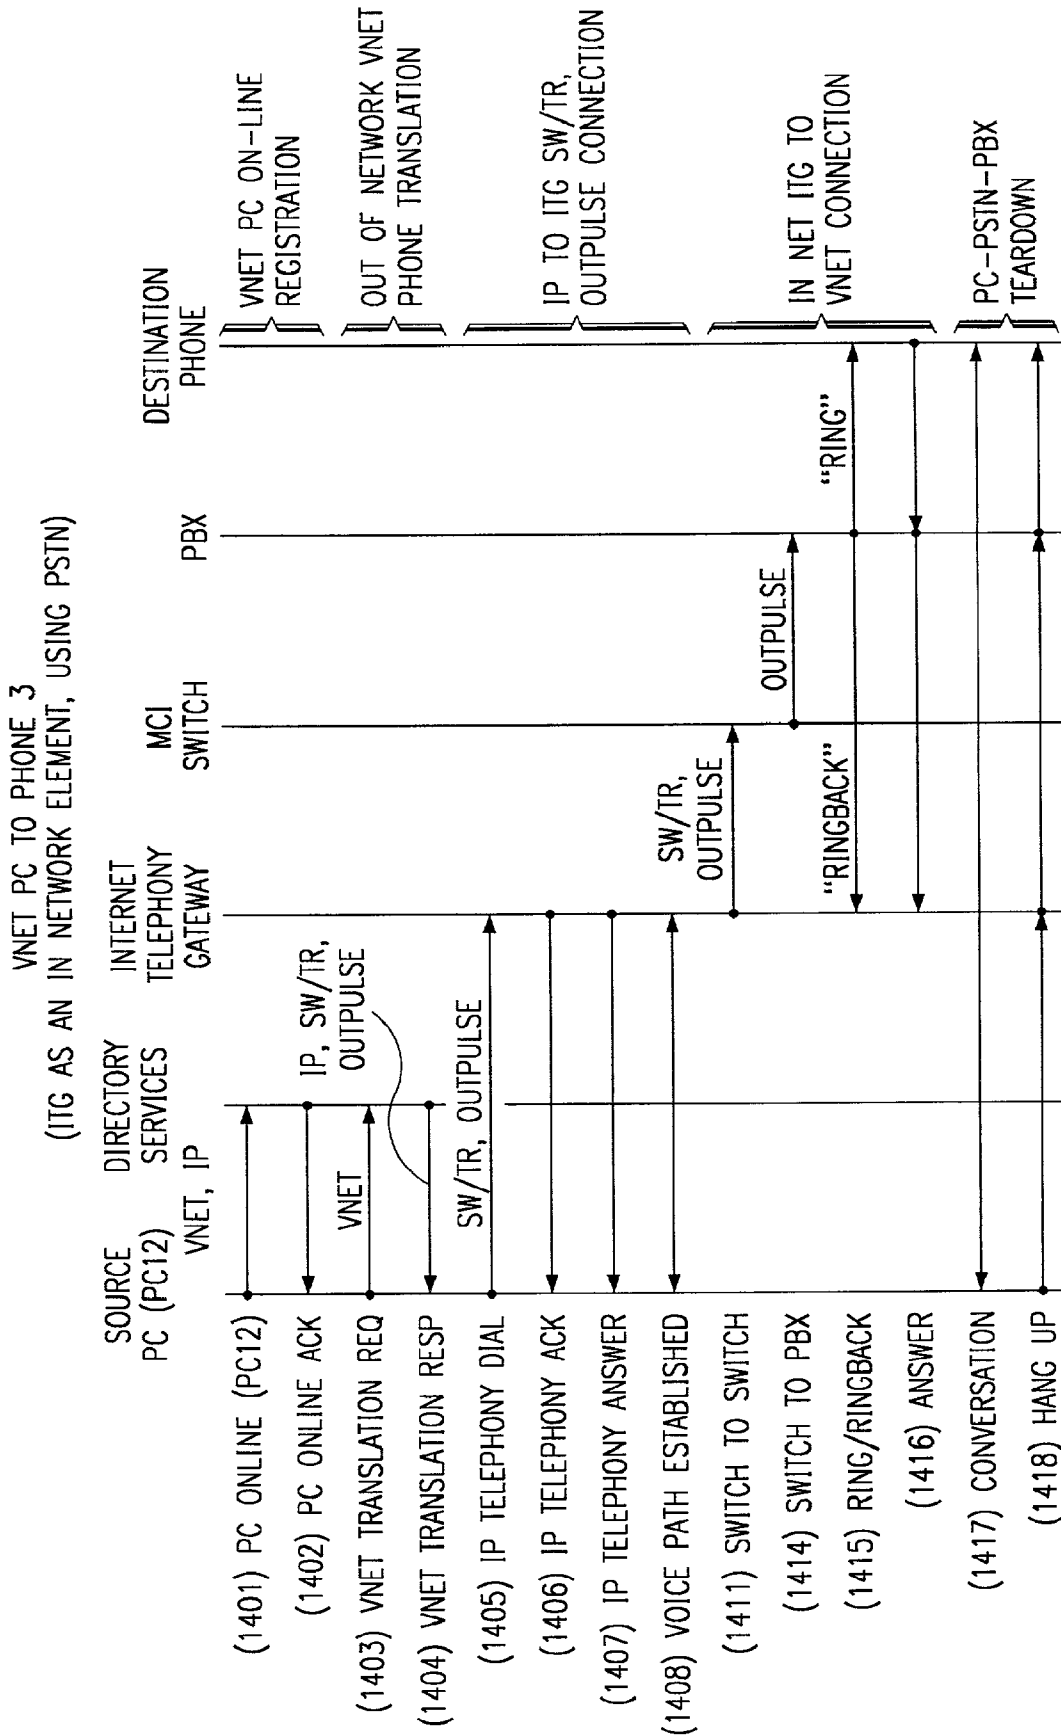 VNET PC TO PHONE 3
(ITG AS AN IN NETWORK ELEMENT, USING PSTN)
SOURCE
PC (PC12)
DIRECTORY
SERVICES
INTERNET
TELEPHONY
GATEWAY
MCI
SWITCH
PBX
DESTINATION
PHONE
VNET, IP
(1401) PC ONLINE (PC12)
VNET PC ON-LINE
REGISTRATION
(1402) PC ONLINE ACK
IP, SW/TR,
OUTPULSE
(1403) VNET TRANSLATION REQ
VNET
OUT OF NETWORK VNET
PHONE TRANSLATION
(1404) VNET TRANSLATION RESP
(1405) IP TELEPHONY DIAL
SW/TR, OUTPULSE
(1406) IP TELEPHONY ACK
IP TO ITG SW/TR,
OUTPULSE CONNECTION
(1407) IP TELEPHONY ANSWER
(1408) VOICE PATH ESTABLISHED
(1411) SWITCH TO SWITCH
SW/TR,
OUTPULSE
(1414) SWITCH TO PBX
OUTPULSE
IN NET ITG TO
VNET CONNECTION
(1415) RING/RINGBACK
"RINGBACK"
"RING"
(1416) ANSWER
(1417) CONVERSATION
PC-PSTN-PBX
TEARDOWN
(1418) HANG UP